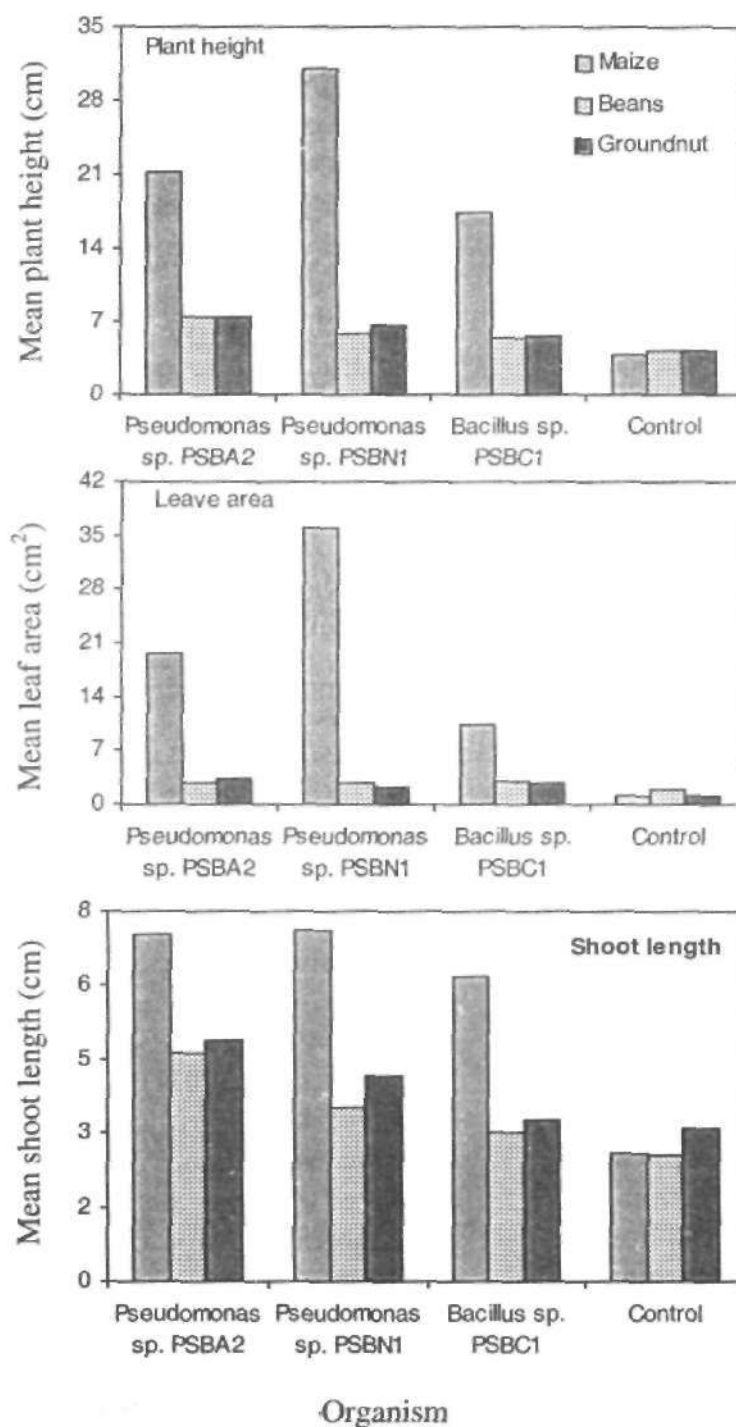 Plant height
Maize
Beans
Groundnut
Mean plant height (cm)
35
28
21
14
7
0
Pseudomonas sp. PSBA2
Pseudomonas sp. PSBN1
Bacillus sp. PSBC1
Control
Leave area
Mean leaf area (cm²)
42
35
28
21
14
7
0
Pseudomonas sp. PSBA2
Pseudomonas sp. PSBN1
Bacillus sp. PSBC1
Control
Shoot length
Mean shoot length (cm)
8
6
5
3
2
0
Pseudomonas sp. PSBA2
Pseudomonas sp. PSBN1
Bacillus sp. PSBC1
Control
Organism